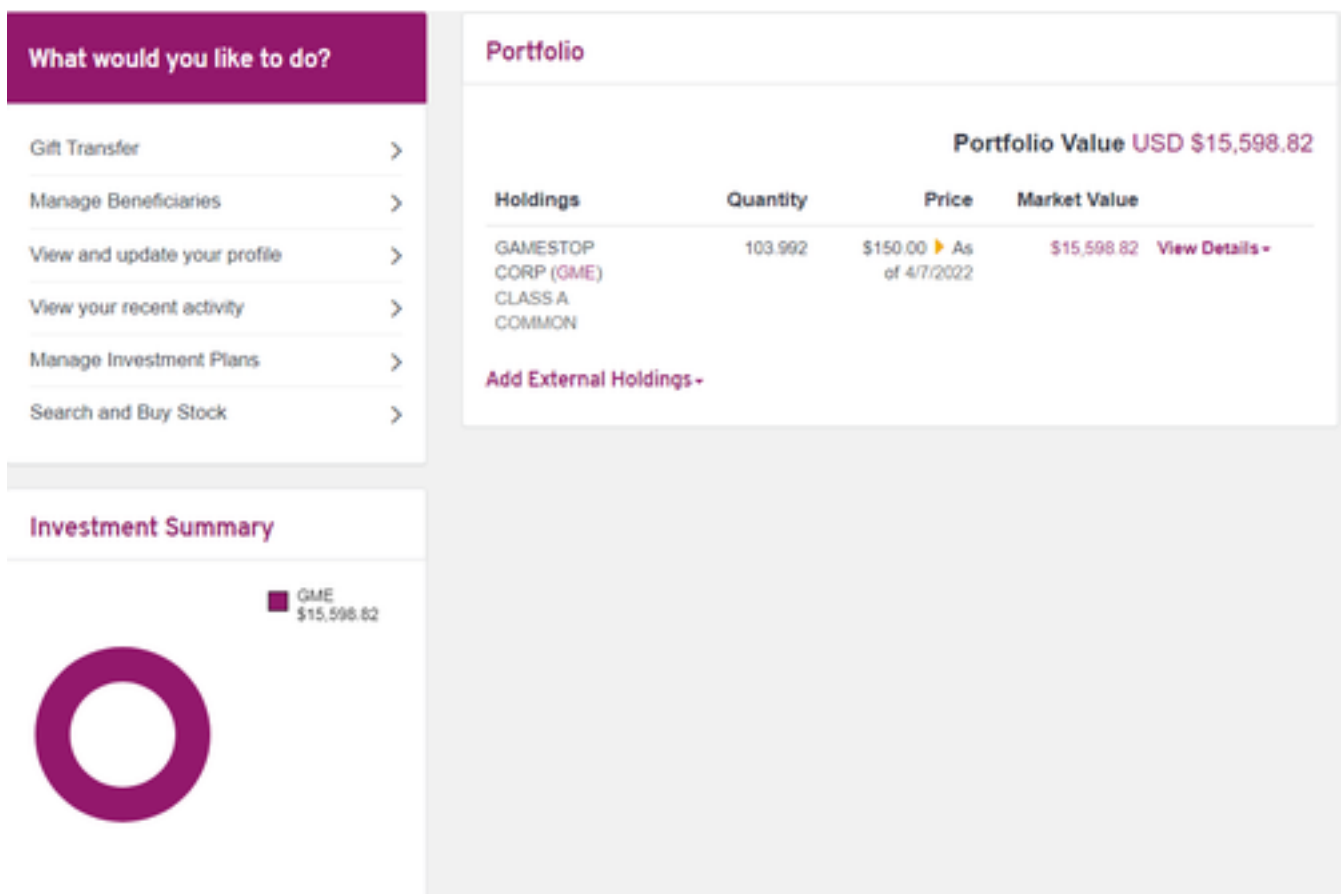 What would you like to do?
Gift Transfer
Manage Beneficiaries
View and update your profile
View your recent activity
Manage Investment Plans
Search and Buy Stock
Investment Summary
GME
$15,598.82
Portfolio
Portfolio Value USD $15,598.82
Holdings Quantity Price Market Value
GAMESTOP 103.992 $150.00 As $15,598.82 View Details
CORP (GME) of 4/7/2022
CLASS A
COMMON
Add External Holdings